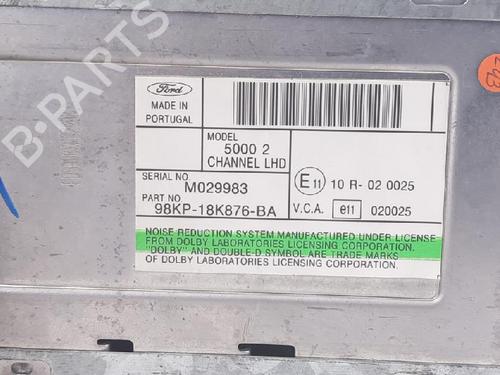 Ford
MADE IN
PORTUGAL
MODEL
5000 2
CHANNEL LHD
SERIAL NO.
M029983
PART NO.
98KP-18K876-BA
E11 10 R- 02 0025
V.C.A. e11 020025
NOISE REDUCTION SYSTEM MANUFACTURED UNDER LICENSE
FROM DOLBY LABORATORIES LICENSING CORPORATION.
"DOLBY" AND DOUBLE-D SYMBOL ARE TRADE MARKS
OF DOLBY LABORATORIES LICENSING CORPORATION.
B-PARTS